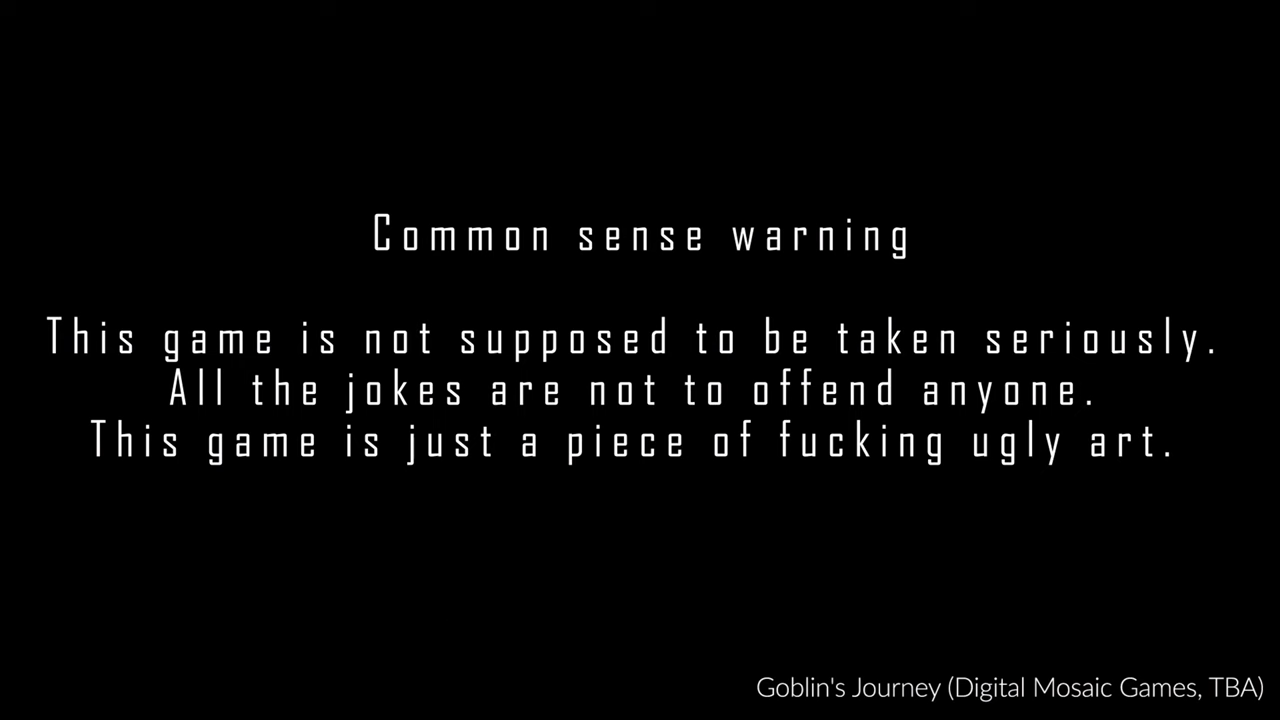 Common sense warning
This game is not supposed to be taken seriously.
All the jokes are not to offend anyone.
This game is just a piece of fucking ugly art.
Goblin's Journey (Digital Mosaic Games, TBA)